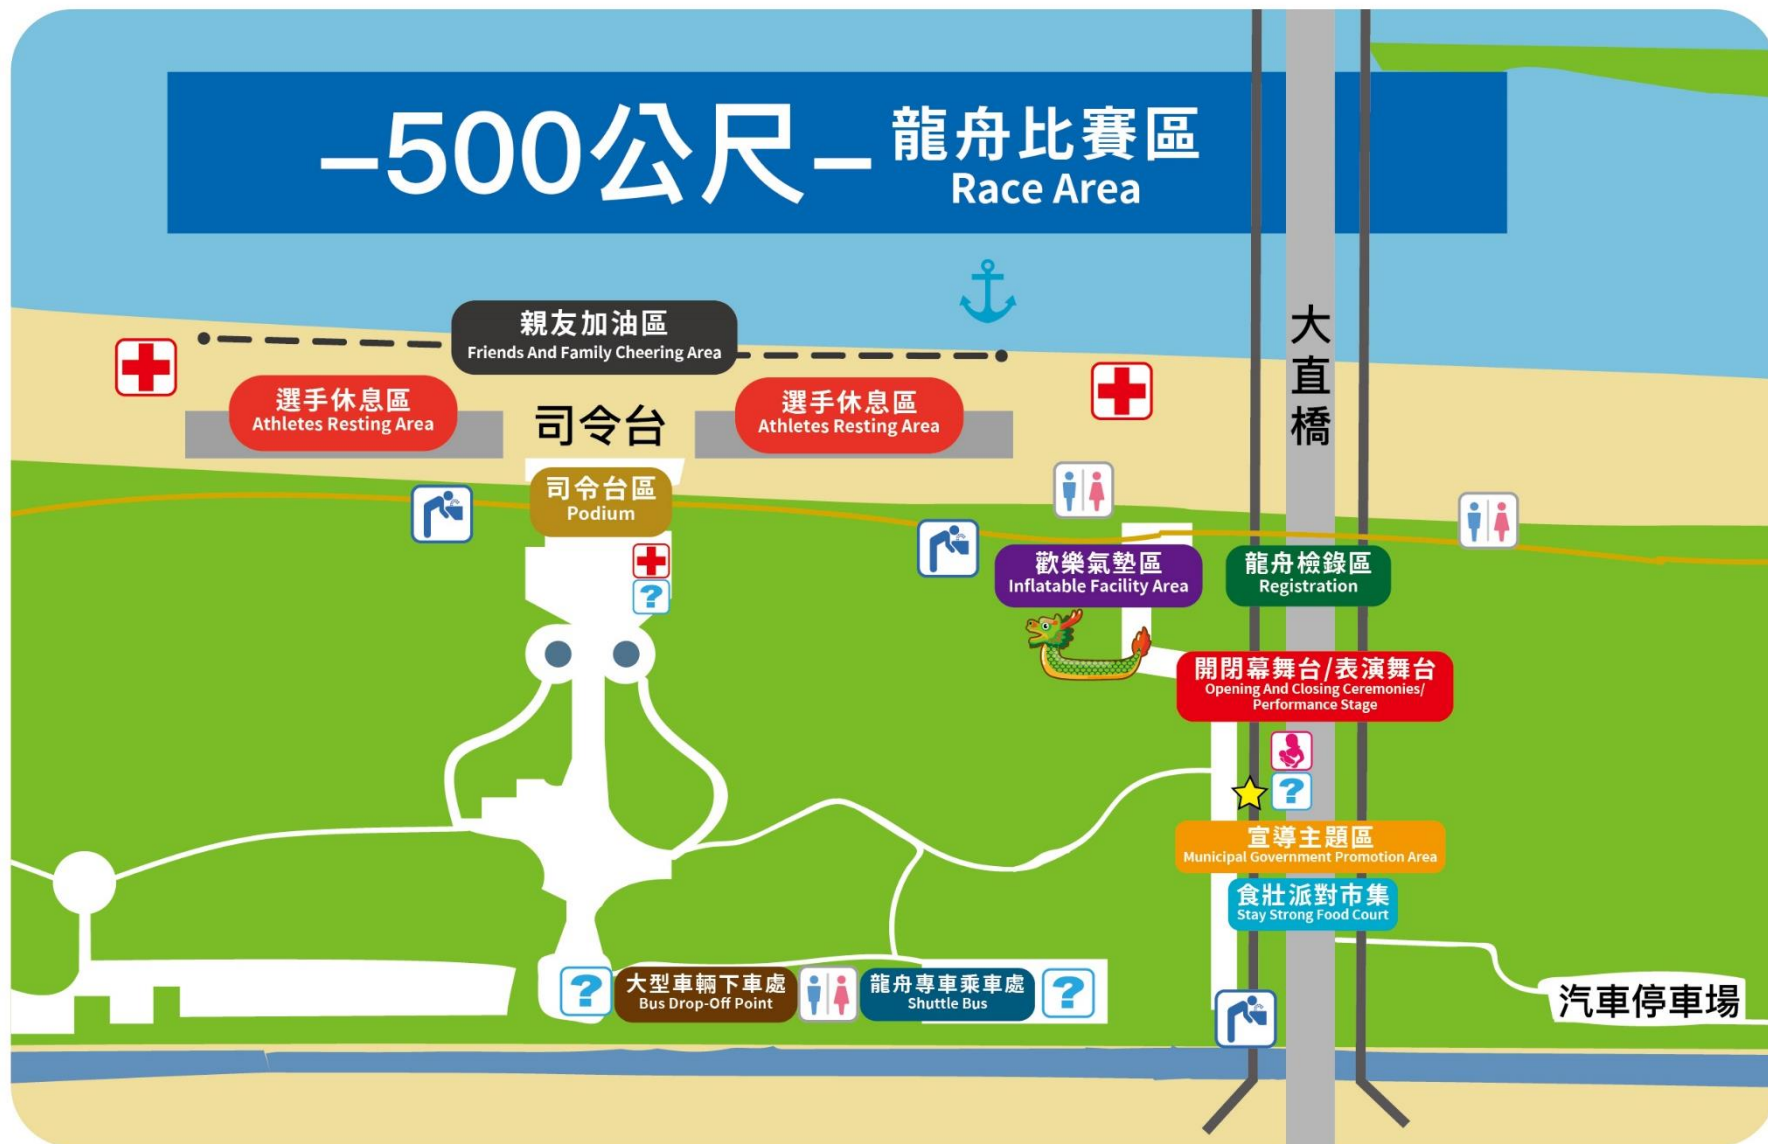 –500公尺–
龍舟比賽區
Race Area
大直橋
親友加油區
Friends And Family Cheering Area
選手休息區
Athletes Resting Area
司令台
選手休息區
Athletes Resting Area
司令台區
Podium
歡樂氣墊區
Inflatable Facility Area
龍舟檢錄區
Registration
?
開閉幕舞台/表演舞台
Opening And Closing Ceremonies/
Performance Stage
?
宣導主題區
Municipal Government Promotion Area
食壯派對市集
Stay Strong Food Court
?
大型車輛下車處
Bus Drop-Off Point
龍舟專車乘車處
Shuttle Bus
?
汽車停車場